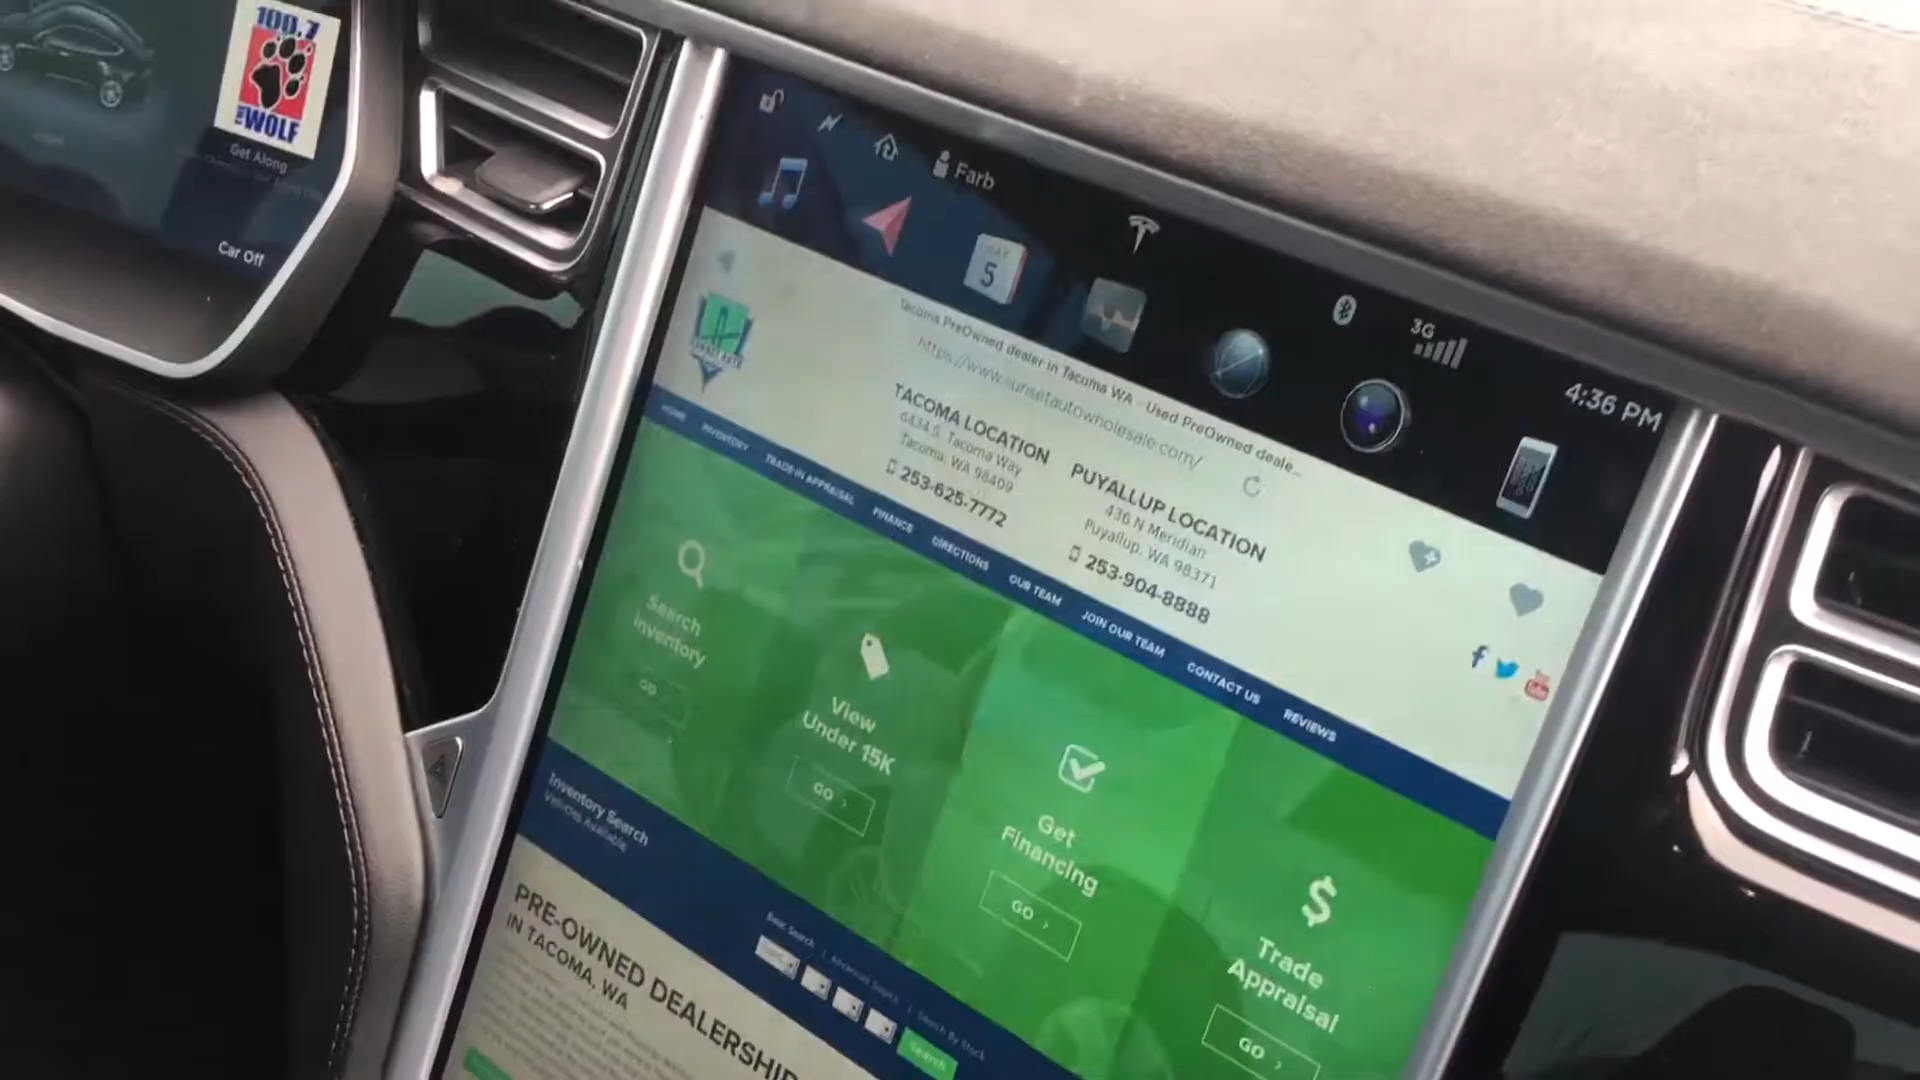 100.7
THE
WOLF
Get Along
Car Off
Farb
MAY
5
3G
4:36 PM
Tacoma PreOwned dealer in Tacoma WA - Used PreOwned deale...
https://www.sunsetautowholesale.com/
TACOMA LOCATION
6434 S. Tacoma Way
Tacoma, WA 98409
253-625-7772
PUYALLUP LOCATION
436 N Meridian
Puyallup, WA 98371
253-904-8888
HOME INVENTORY TRADE-IN APPRAISAL FINANCE DIRECTIONS OUR TEAM JOIN OUR TEAM CONTACT US REVIEWS
Search
Inventory
GO
View
Under 15K
GO ›
Get
Financing
GO ›
Trade
Appraisal
GO ›
Inventory Search
Vehicles Available
Basic Search | Advanced Search | Search By Stock
Search
PRE-OWNED DEALERSHIP
IN TACOMA, WA